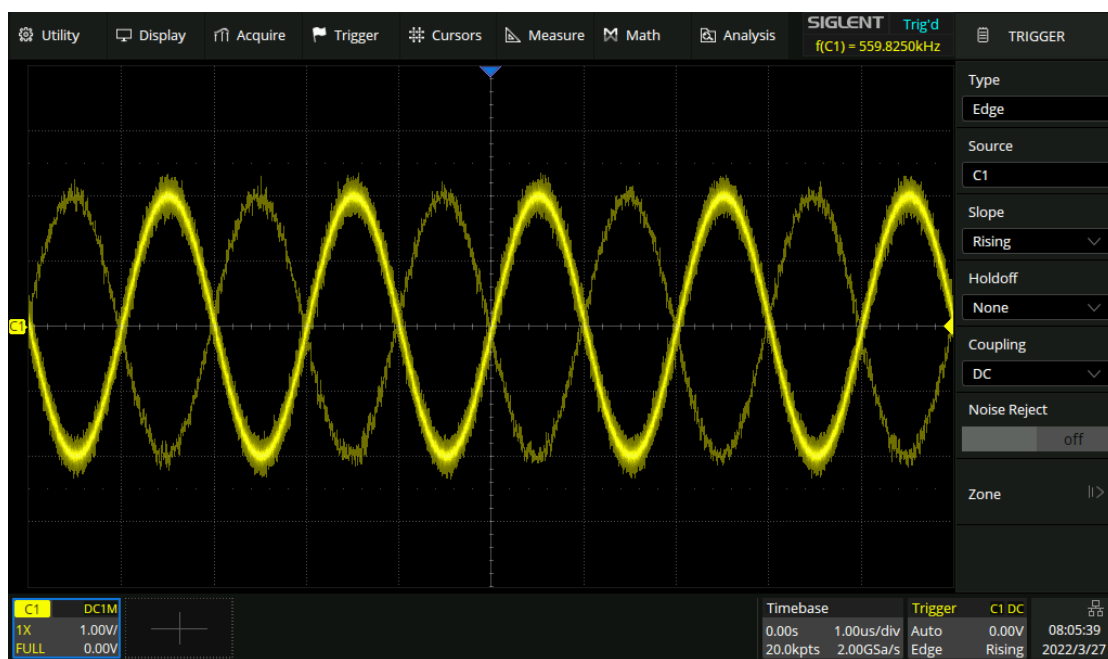 Utility Display Acquire Trigger Cursors Measure Math Analysis
SIGLENT Trig'd
f(C1) = 559.8250kHz
TRIGGER
Type
Edge
Source
C1
Slope
Rising
Holdoff
None
Coupling
DC
Noise Reject
off
Zone
C1
C1 DC1M
1X 1.00V/
FULL 0.00V
Timebase
0.00s 1.00us/div
20.0kpts 2.00GSa/s
Trigger C1 DC
Auto 0.00V
Edge Rising
08:05:39
2022/3/27